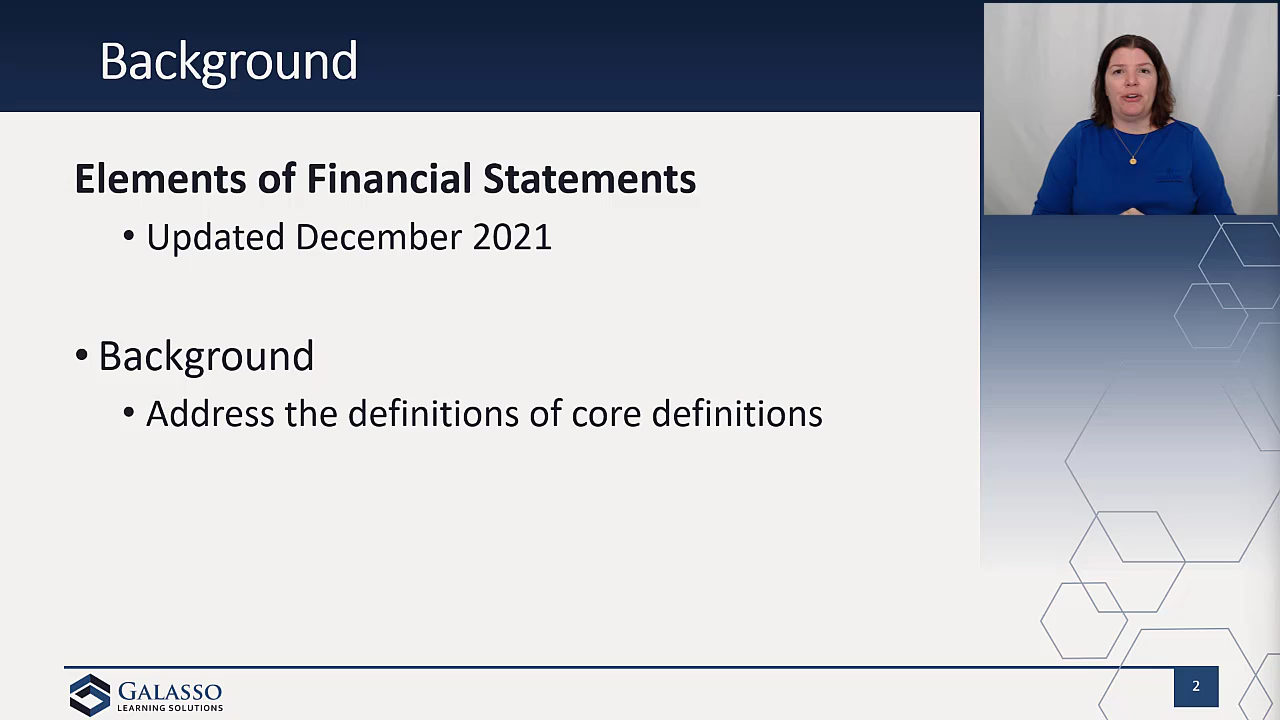 Background
Elements of Financial Statements
• Updated December 2021
• Background
• Address the definitions of core definitions
GALASSO
LEARNING SOLUTIONS
2